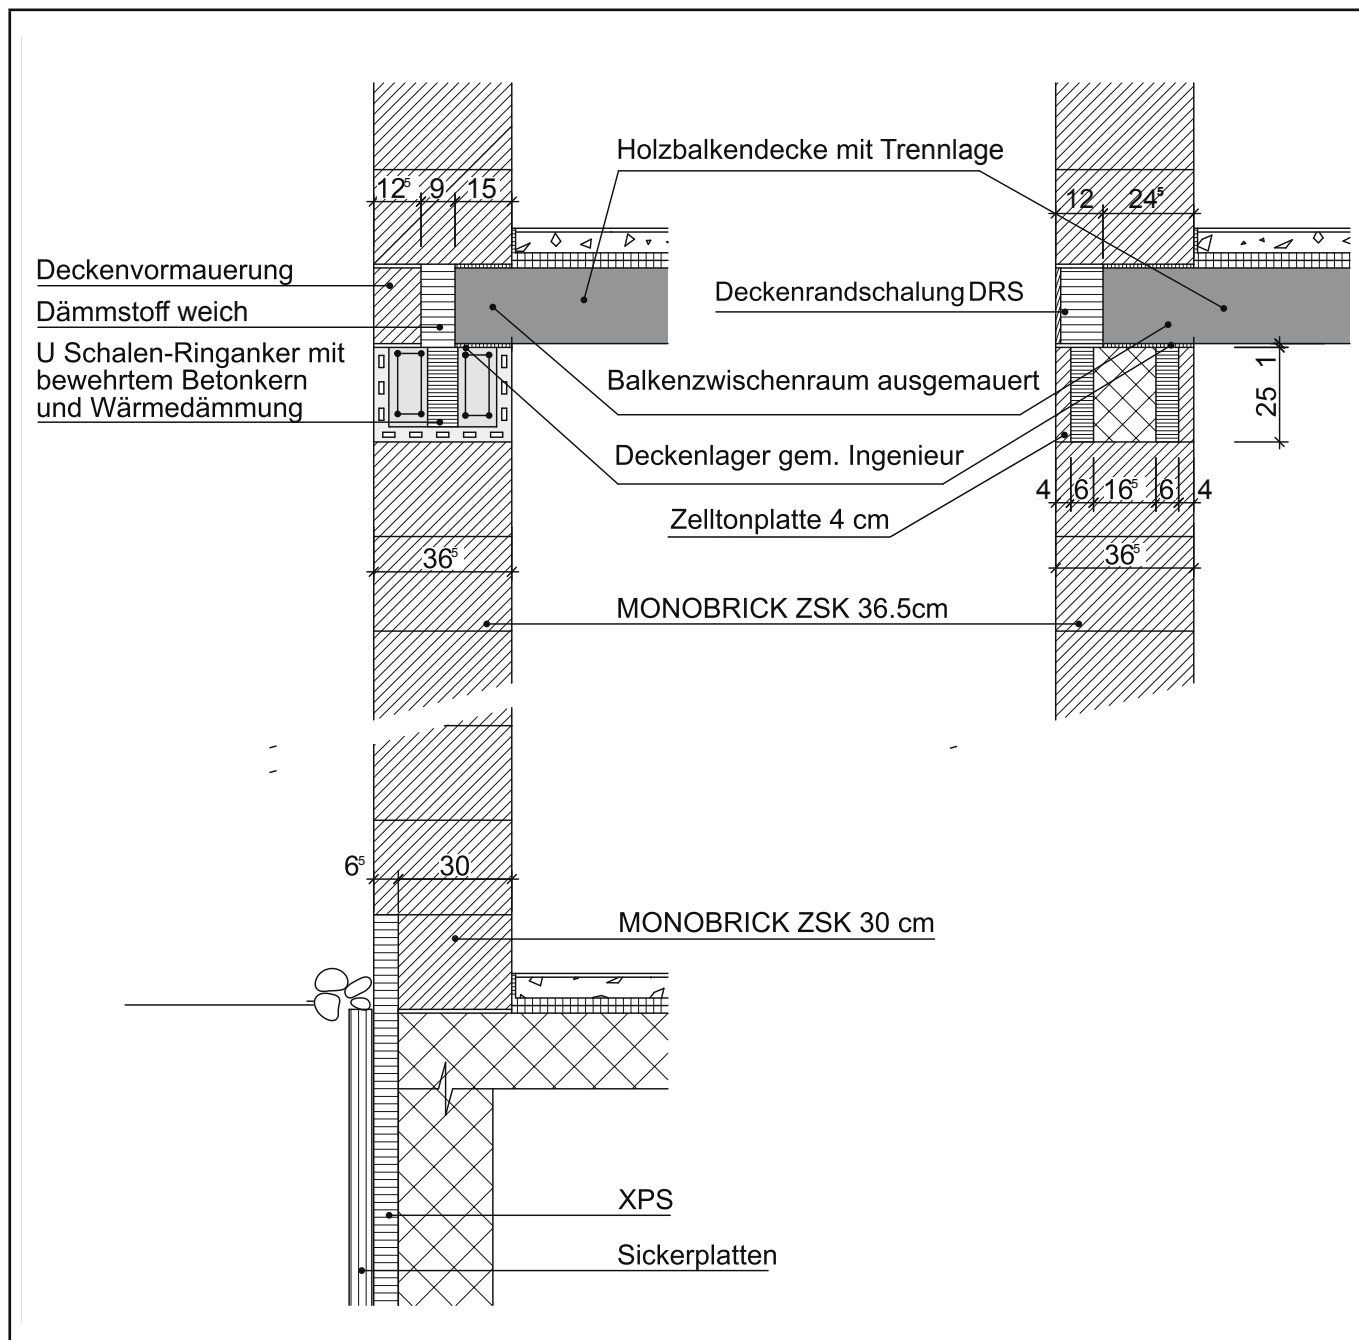 Holzbalkendecke mit Trennlage
12⁵ 9 15
12 24⁵
Deckenvormauerung
Dämmstoff weich
U Schalen-Ringanker mit
bewehrtem Betonkern
und Wärmedämmung
Deckenrandschalung DRS
Balkenzwischenraum ausgemauert
25 1
Deckenlager gem. Ingenieur
4 6 16⁵ 6 4
Zelltonplatte 4 cm
36⁵
36⁵
MONOBRICK ZSK 36.5cm
6⁵ 30
MONOBRICK ZSK 30 cm
XPS
Sickerplatten